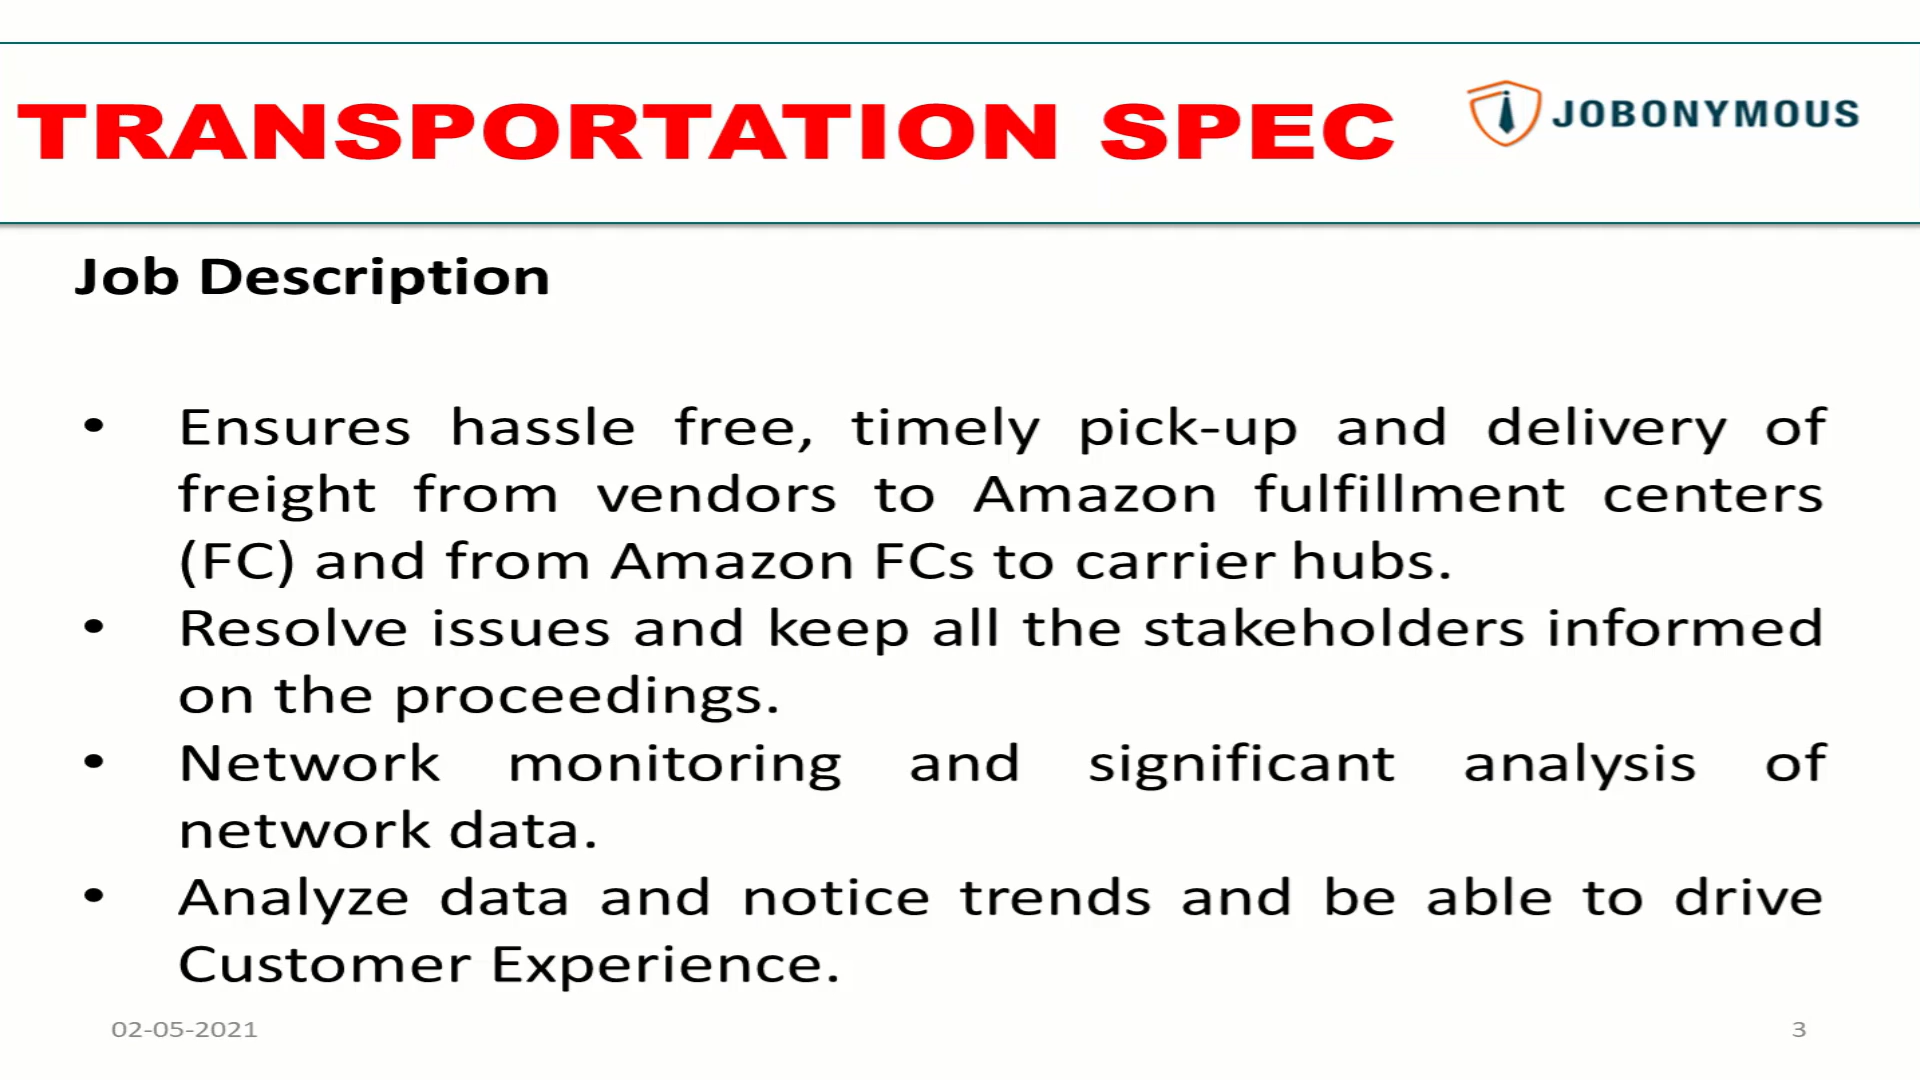 TRANSPORTATION SPEC
JOBONYMOUS
Job Description
• Ensures hassle free, timely pick-up and delivery of
freight from vendors to Amazon fulfillment centers
(FC) and from Amazon FCs to carrier hubs.
• Resolve issues and keep all the stakeholders informed
on the proceedings.
• Network monitoring and significant analysis of
network data.
• Analyze data and notice trends and be able to drive
Customer Experience.
02-05-2021
3